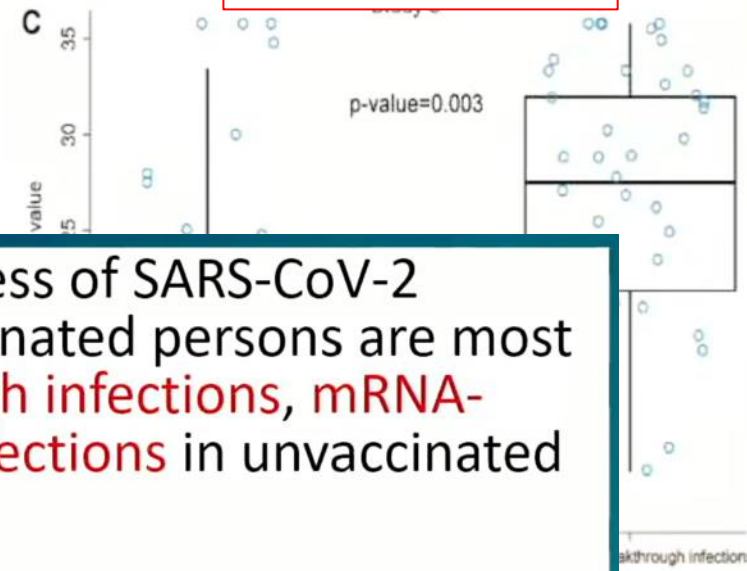 C
35
p-value=0.003
30
value
ess of SARS-CoV-2
nated persons are most
h infections, mRNA-
ections in unvaccinated
akthrough infection